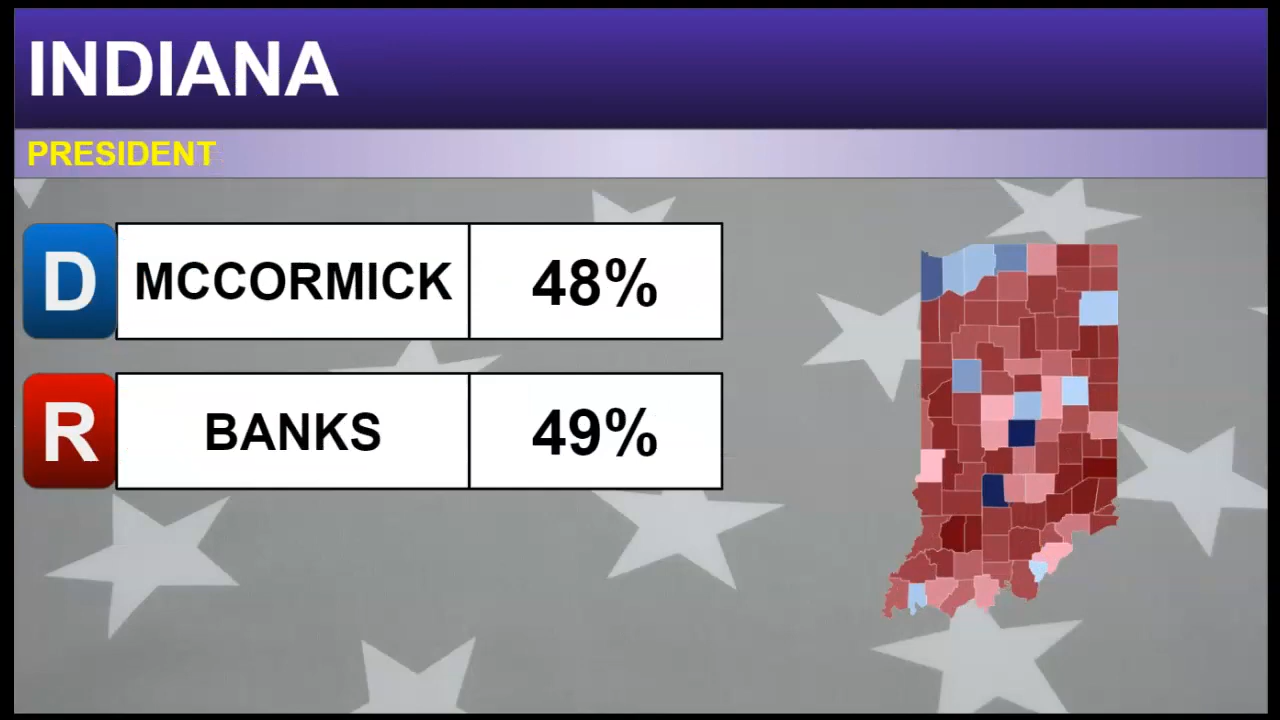 INDIANA
PRESIDENT
D MCCORMICK 48%
R BANKS 49%